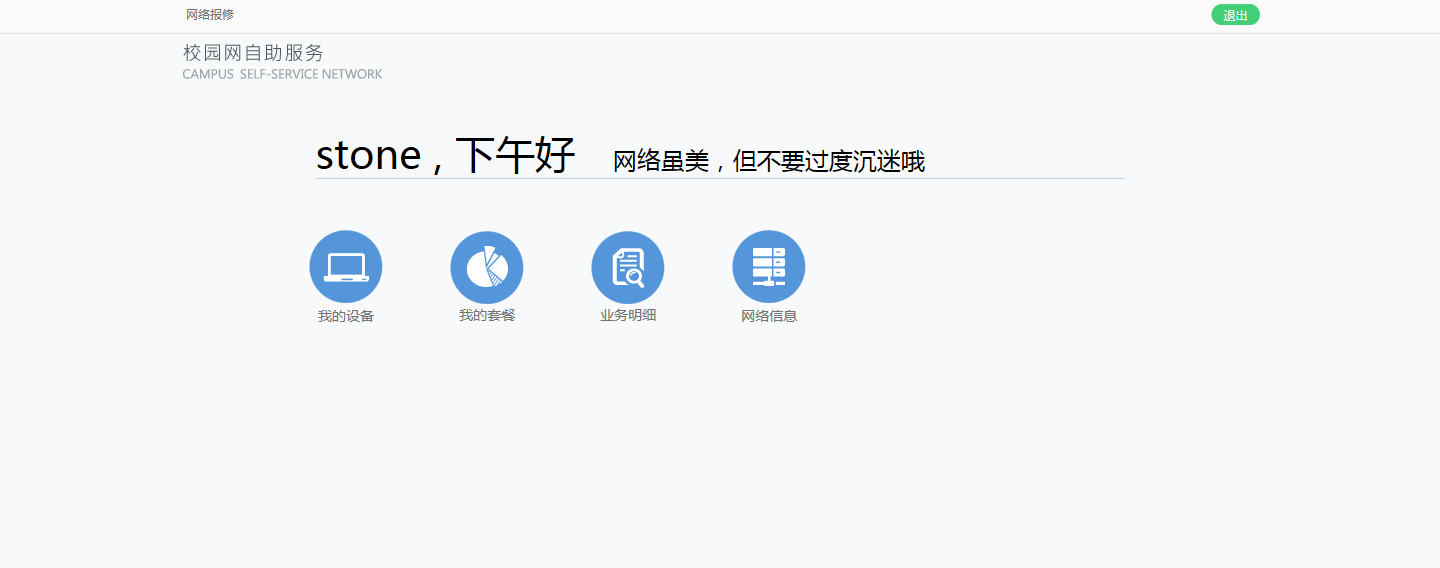 网络报修
退出
校园网自助服务
CAMPUS SELF-SERVICE NETWORK
stone , 下午好 网络虽美，但不要过度沉迷哦
我的设备 我的套餐 业务明细 网络信息